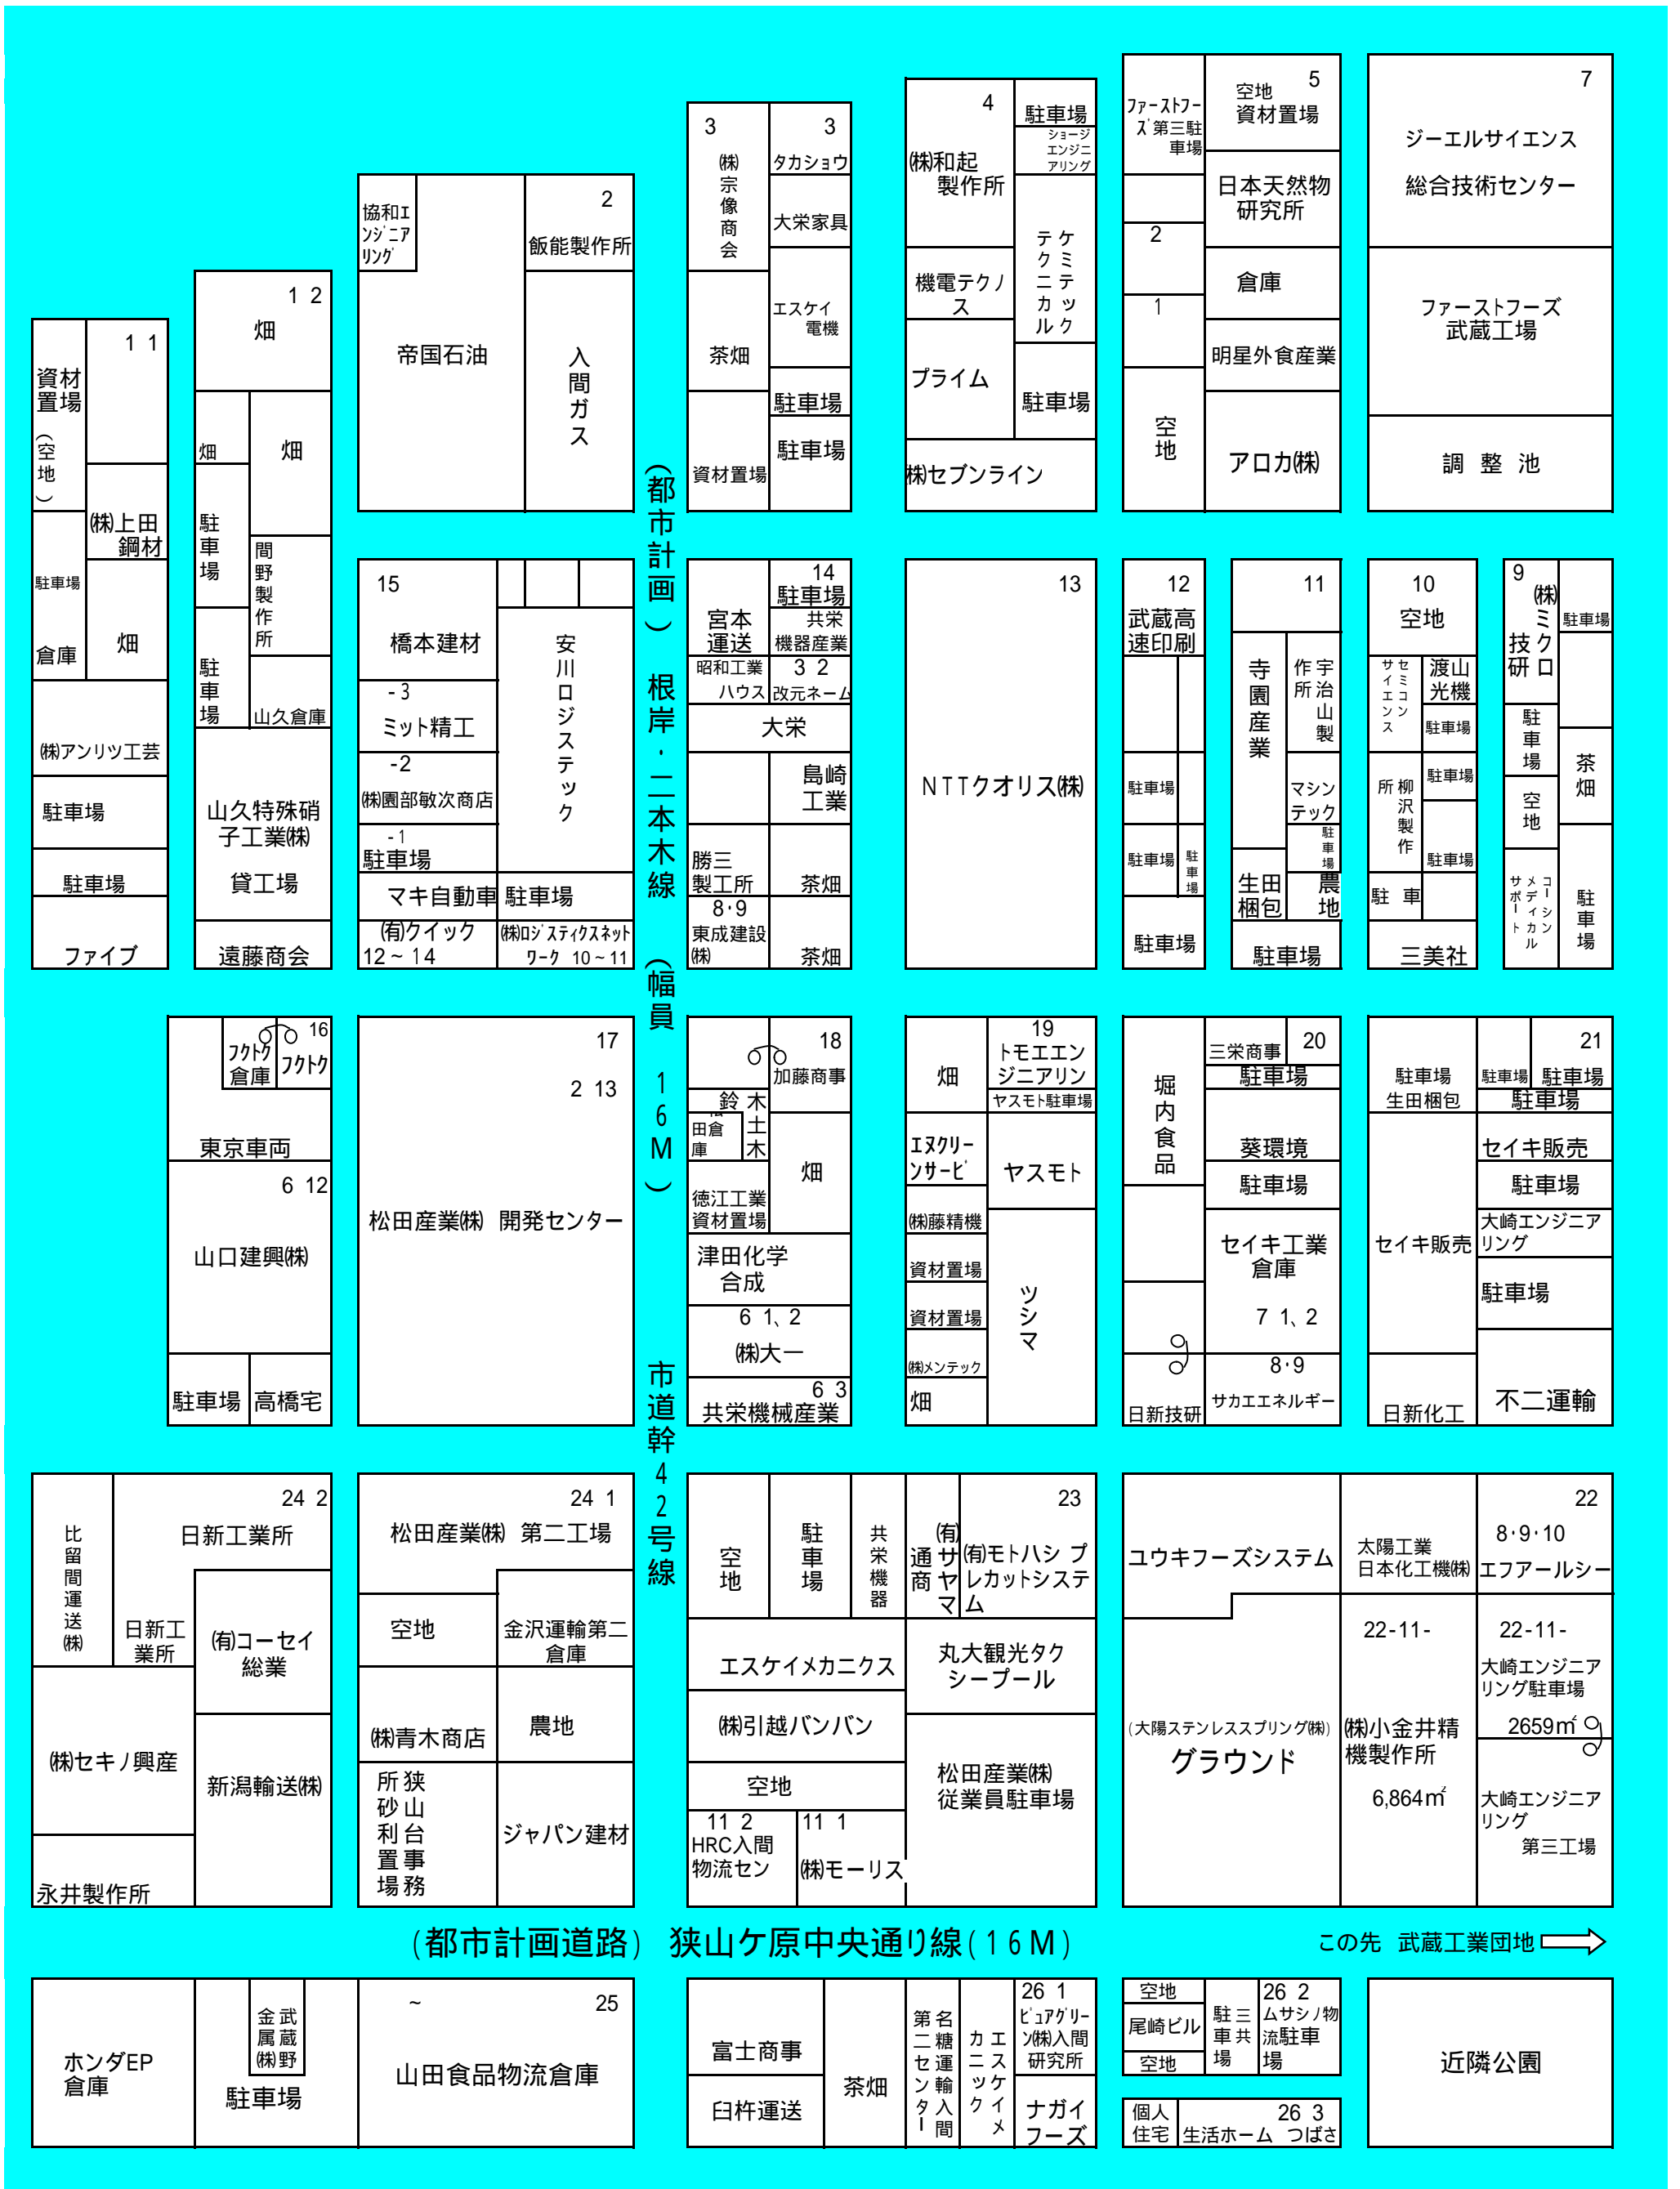 ファーストフー
ズ第三駐
車場
空地 5
資材置場
日本天然物
研究所
2
倉庫
1
明星外食産業
空
地
アロカ㈱
7
ジーエルサイエンス
総合技術センター
ファーストフーズ
武蔵工場
調 整 池
4
㈱和起
製作所
駐車場
ショージ
エンジニ
アリング
ケミテック
テクニカル
機電テクノ
ス
プライム
駐車場
㈱セブンライン
3
㈱宗像商会
3
タカショウ
大栄家具
エスケイ
電機
茶畑
駐車場
資材置場
駐車場
協和エ
ンジニア
リング
2
飯能製作所
帝国石油
入間ガス
1 2
畑
畑
畑
駐車場
間野製作所
駐車場
山久倉庫
山久特殊硝
子工業㈱
貸工場
遠藤商会
1 1
資材
置場
(空地)
㈱上田
鋼材
駐車場
倉庫
畑
㈱アンリツ工芸
駐車場
駐車場
ファイブ
15
橋本建材
-3
ミット精工
-2
㈱園部敏次商店
-1
駐車場
安川ロジステック
マキ自動車
駐車場
㈲クイック
12~14
㈱ロジスティクスネット
ワーク 10~11
(都市計画) 根岸・二本木線 (幅員 16M) 市道幹42号線
14
駐車場
宮本
運送
共栄
機器産業
昭和工業
ハウス
3 2
改元ネーム
大栄
島崎
工業
勝三
製工所
茶畑
8・9
東成建設
㈱
茶畑
13
NTTクオリス㈱
12
武蔵高
速印刷
駐車場
駐車場
駐車場
駐車場
11
寺園産業
宇治山製
作所
マシン
テック
駐車場
生田
梱包
農地
駐車場
10
空地
セミコン
サイエンス
渡山
光機
駐車場
柳沢製作
所
駐車場
駐車場
駐 車
三美社
9
㈱ミクロ
技研
駐車場
駐車場
茶畑
空地
コーシン
メディカル
サポート
駐車場
16
フクトク
倉庫
フクトク
東京車両
6 12
山口建興㈱
駐車場
高橋宅
17
2 13
松田産業㈱ 開発センター
18
加藤商事
鈴木
土木
田倉
庫
畑
徳江工業
資材置場
津田化学
合成
6 1、2
㈱大一
6 3
共栄機械産業
19
畑
トモエエン
ジニアリン
ヤスモト駐車場
エヌクリー
ンサービ
ヤスモト
㈱藤精機
資材置場
資材置場
ツシマ
㈱メンテック
畑
堀内食品
三栄商事
20
駐車場
葵環境
駐車場
セイキ工業
倉庫
7 1、2
8・9
サカエエネルギー
日新技研
21
駐車場
生田梱包
駐車場
駐車場
駐車場
セイキ販売
駐車場
セイキ販売
大崎エンジニア
リング
駐車場
日新化工
不二運輸
比留間運送㈱
24 2
日新工業所
日新工
業所
㈲コーセイ
総業
㈱セキノ興産
新潟輸送㈱
永井製作所
24 1
松田産業㈱ 第二工場
空地
金沢運輸第二
倉庫
㈱青木商店
農地
狭山台事務
所砂利置場
ジャパン建材
空地
駐車場
共栄機器
㈲サヤマ
通商
23
㈲モトハシ プ
レカットシステ
ム
エスケイメカニクス
丸大観光タク
シープール
㈱引越バンバン
空地
11 2
HRC入間
物流セン
11 1
㈱モーリス
松田産業㈱
従業員駐車場
ユウキフーズシステム
太陽工業
日本化工機㈱
22
8・9・10
エフアールシー
(大陽ステンレススプリング㈱)
グラウンド
22-11-
㈱小金井精
機製作所
6,864㎡
22-11-
大崎エンジニア
リング駐車場
2659㎡
大崎エンジニア
リング
第三工場
(都市計画道路) 狭山ケ原中央通り線(16M)
この先 武蔵工業団地
ホンダEP
倉庫
武蔵野
金属㈱
駐車場
~ 25
山田食品物流倉庫
富士商事
臼杵運送
茶畑
名糖運輸入間
第二センター
エスケイメ
カニック
26 1
ピュアグリー
ン㈱入間
研究所
ナガイ
フーズ
空地
尾崎ビル
空地
三共
駐車場
26 2
ムサシノ物
流駐車
場
個人
住宅
26 3
生活ホーム つばさ
近隣公園